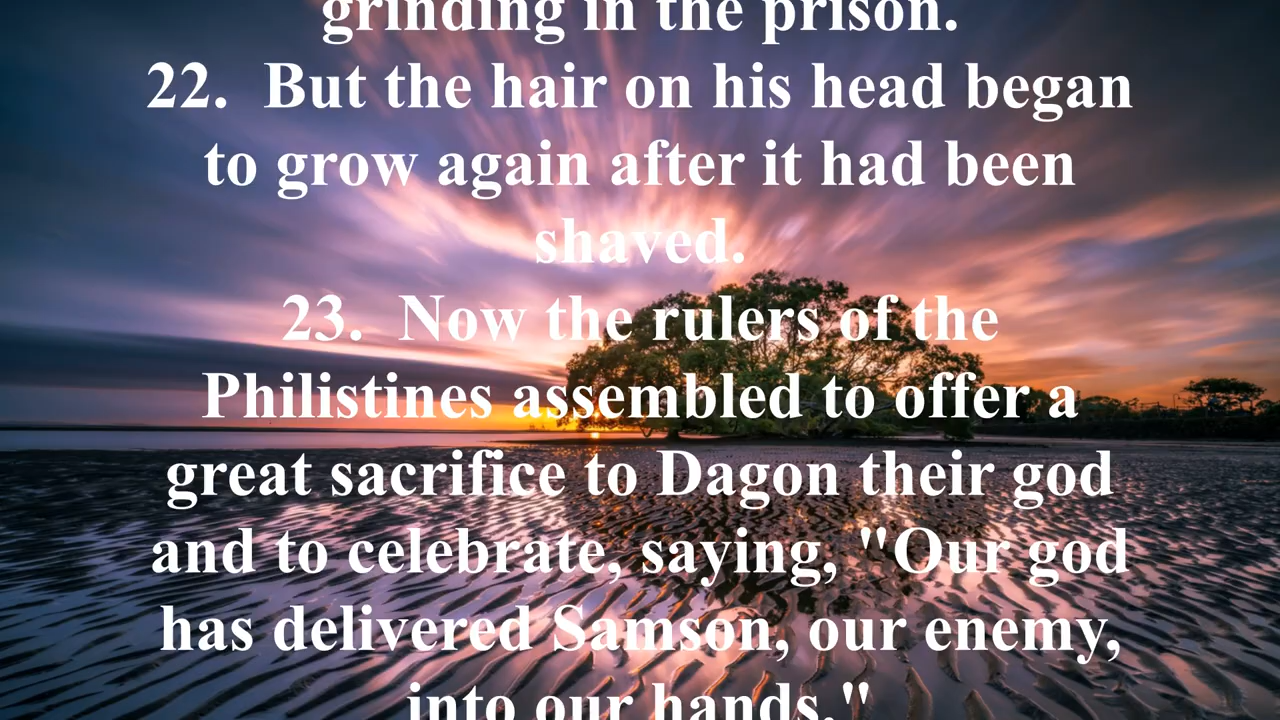 grinding in the prison.
22.  But the hair on his head began
to grow again after it had been
shaved.
23.  Now the rulers of the
Philistines assembled to offer a
great sacrifice to Dagon their god
and to celebrate, saying, "Our god
has delivered Samson, our enemy,
into our hands."